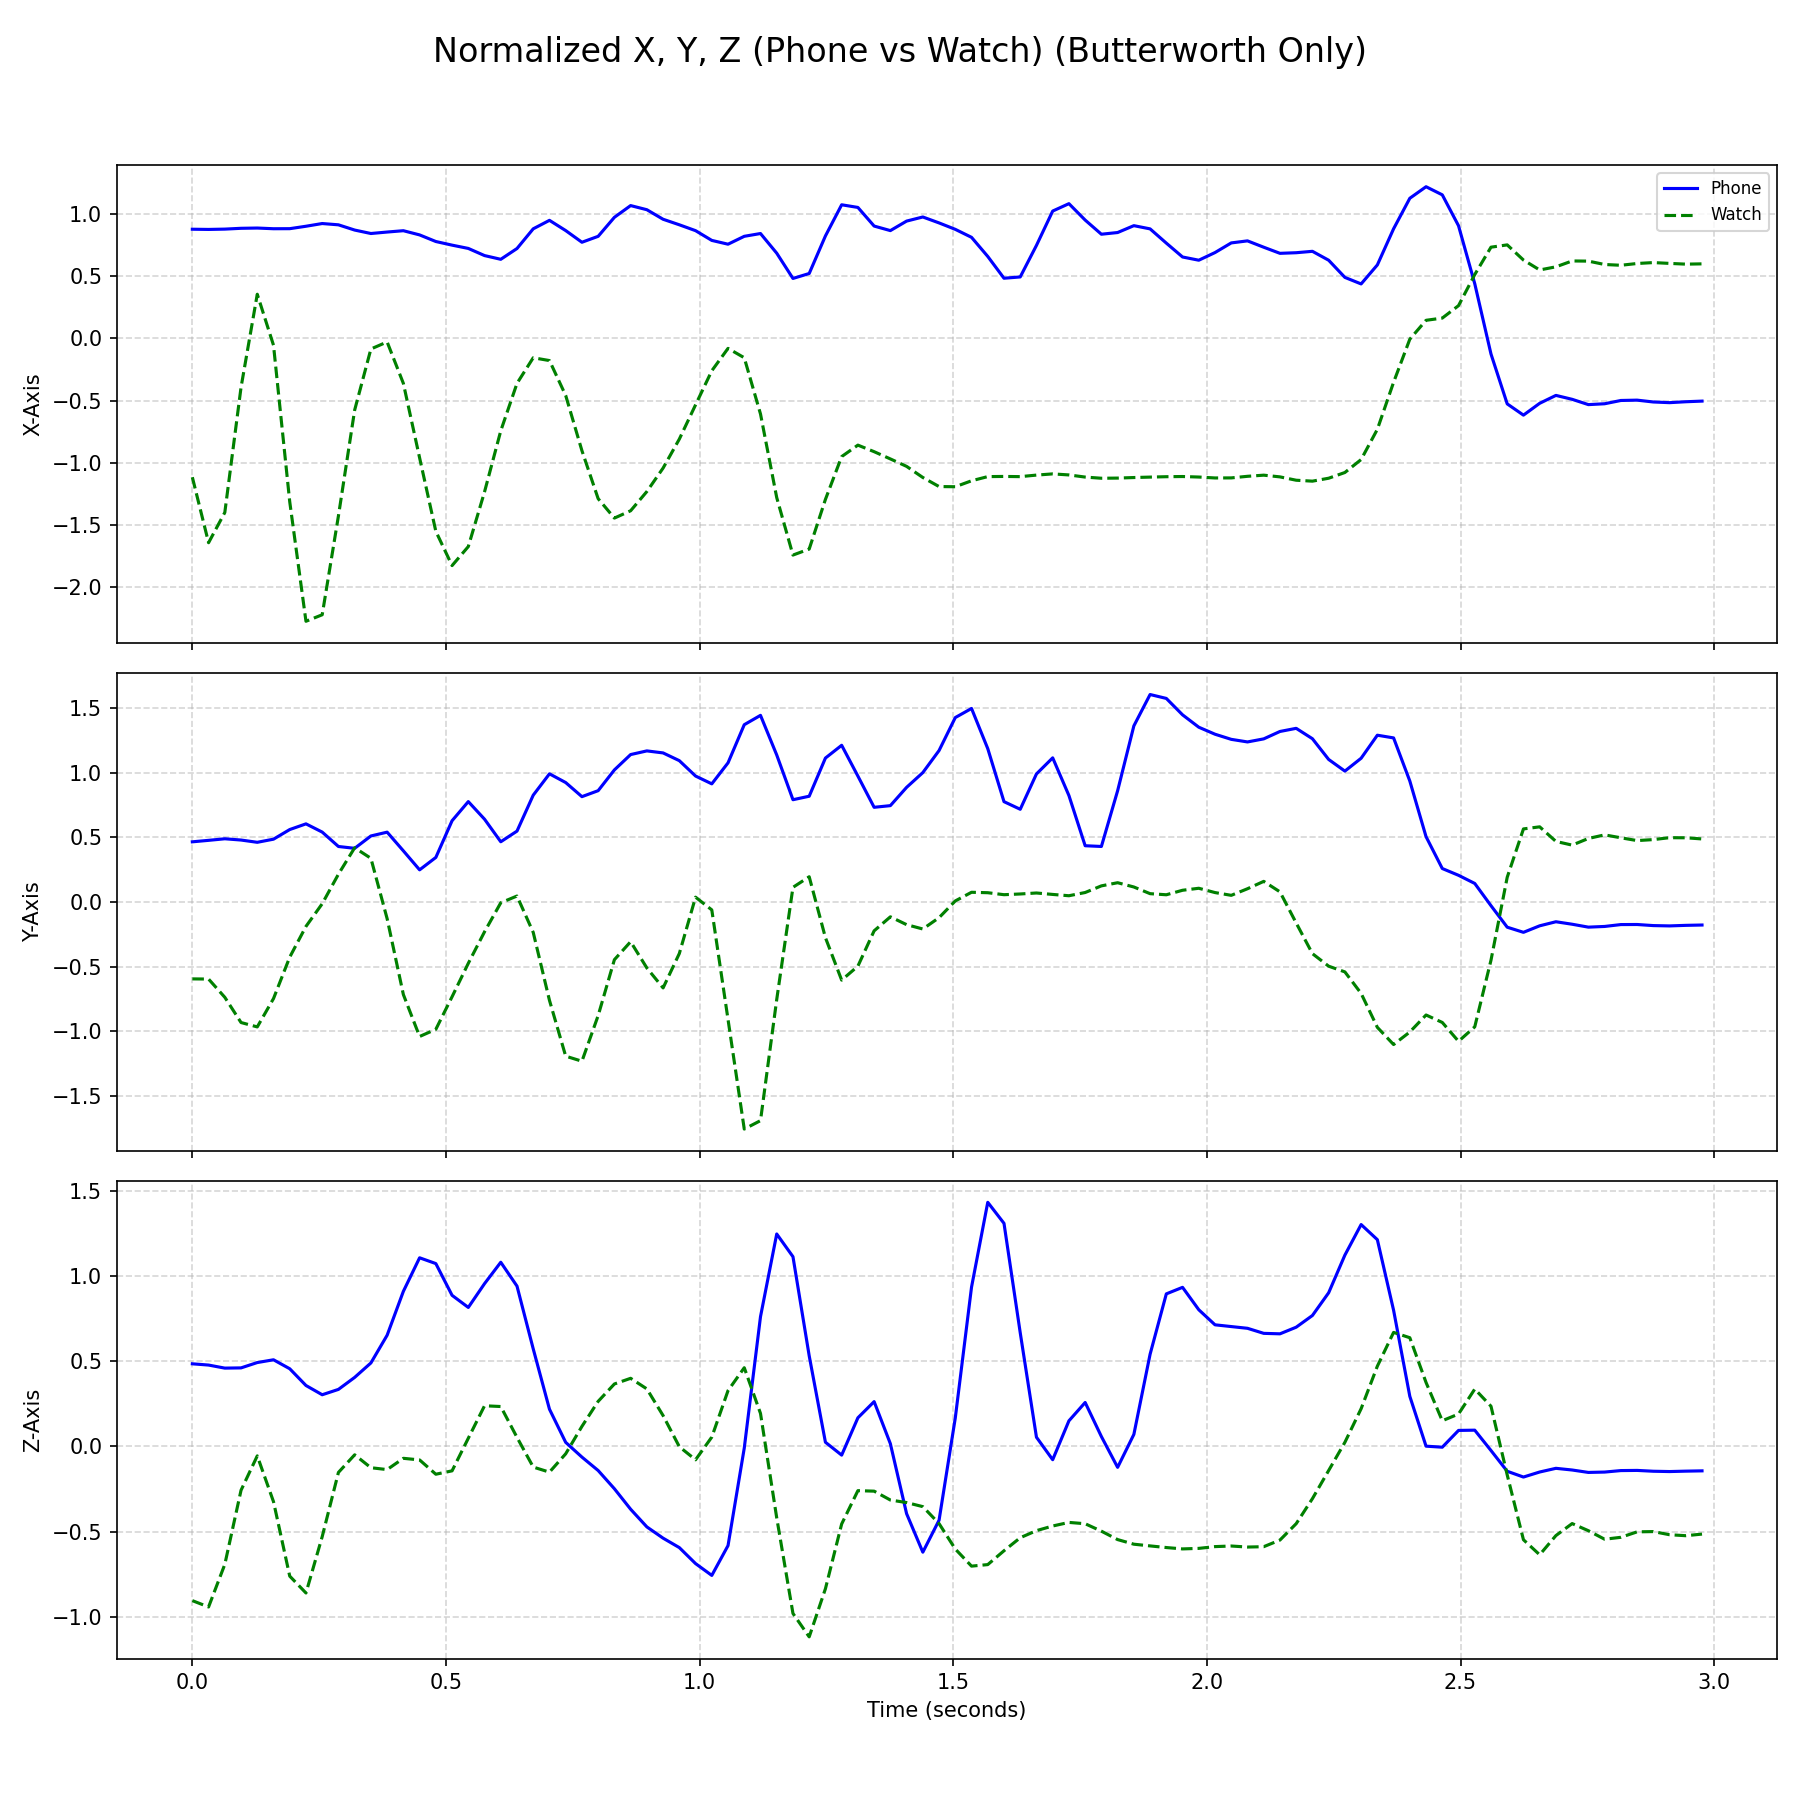 Normalized X, Y, Z (Phone vs Watch) (Butterworth Only)
Phone
Watch
X-Axis
1.0
0.5
0.0
−0.5
−1.0
−1.5
−2.0
Y-Axis
1.5
1.0
0.5
0.0
−0.5
−1.0
−1.5
Z-Axis
1.5
1.0
0.5
0.0
−0.5
−1.0
0.0 0.5 1.0 1.5 2.0 2.5 3.0
Time (seconds)